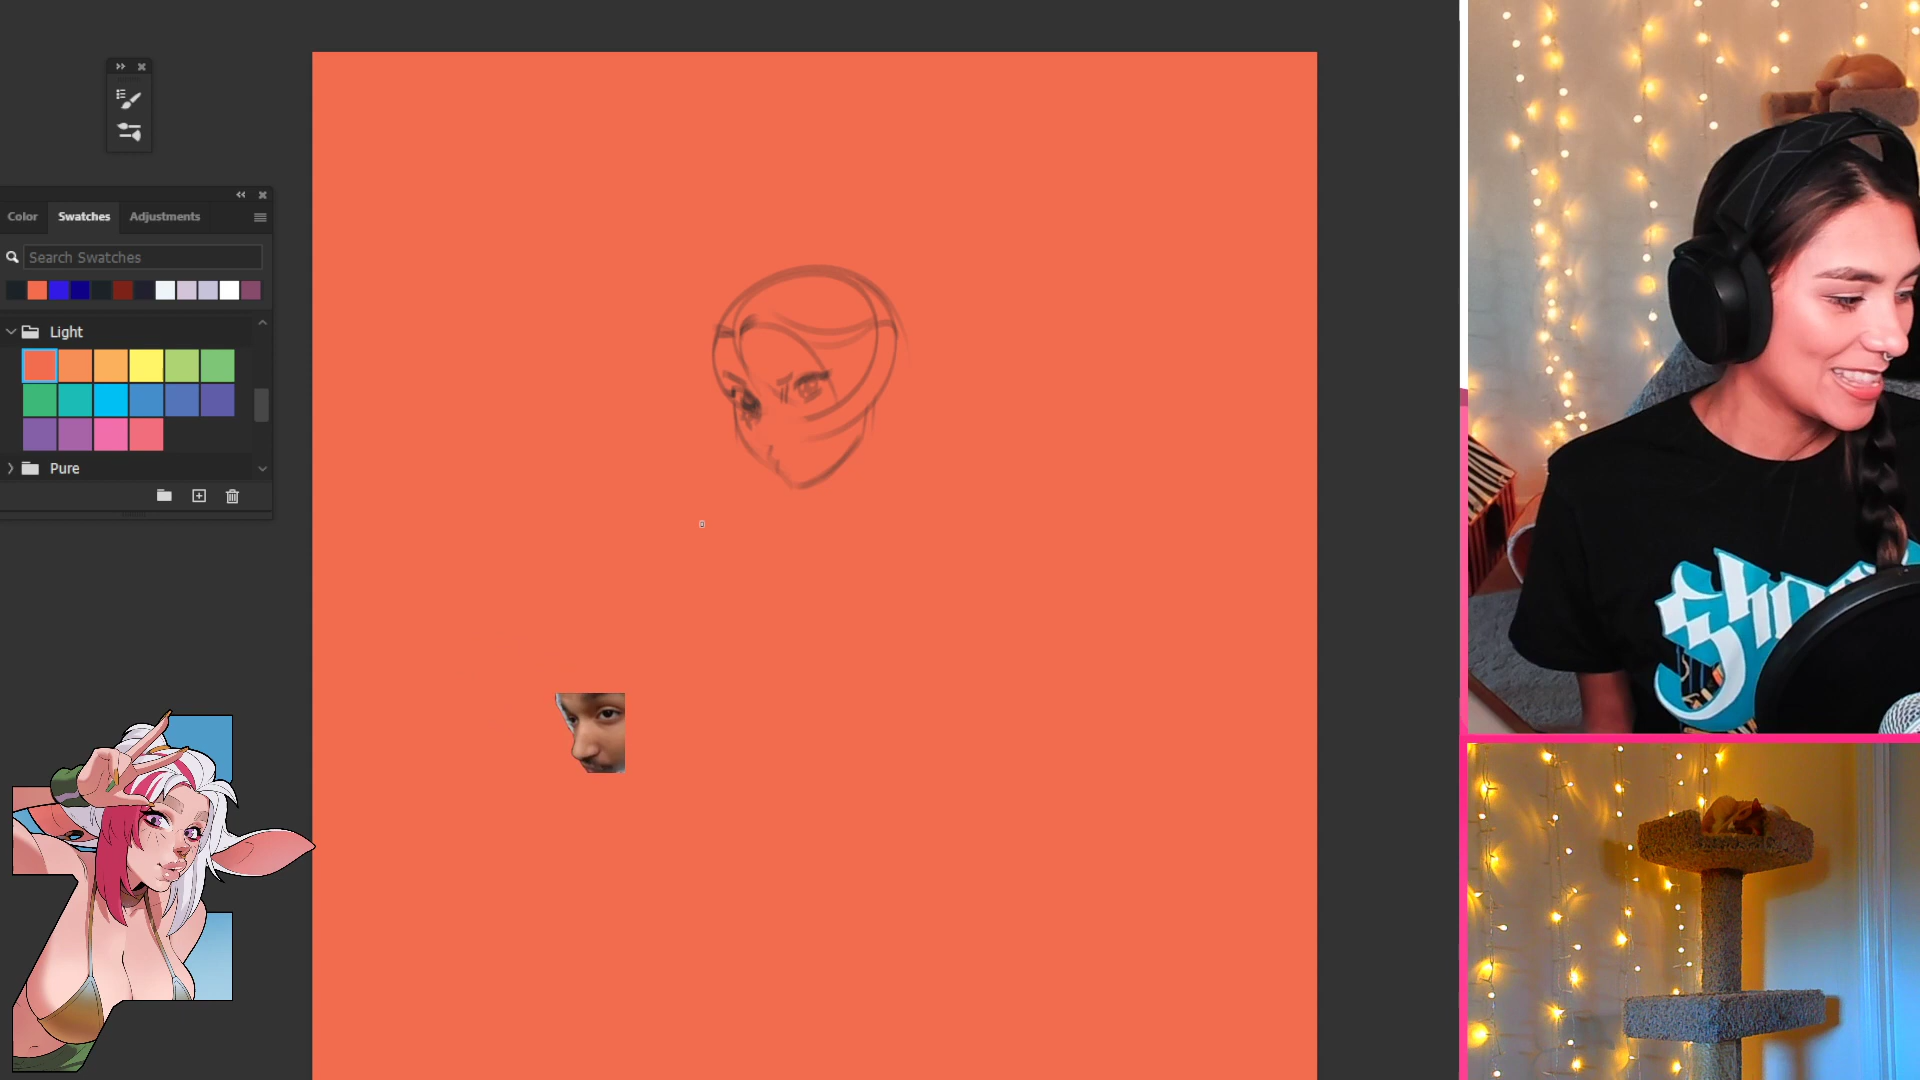 Color
Swatches
Adjustments
Search Swatches
Light
Pure